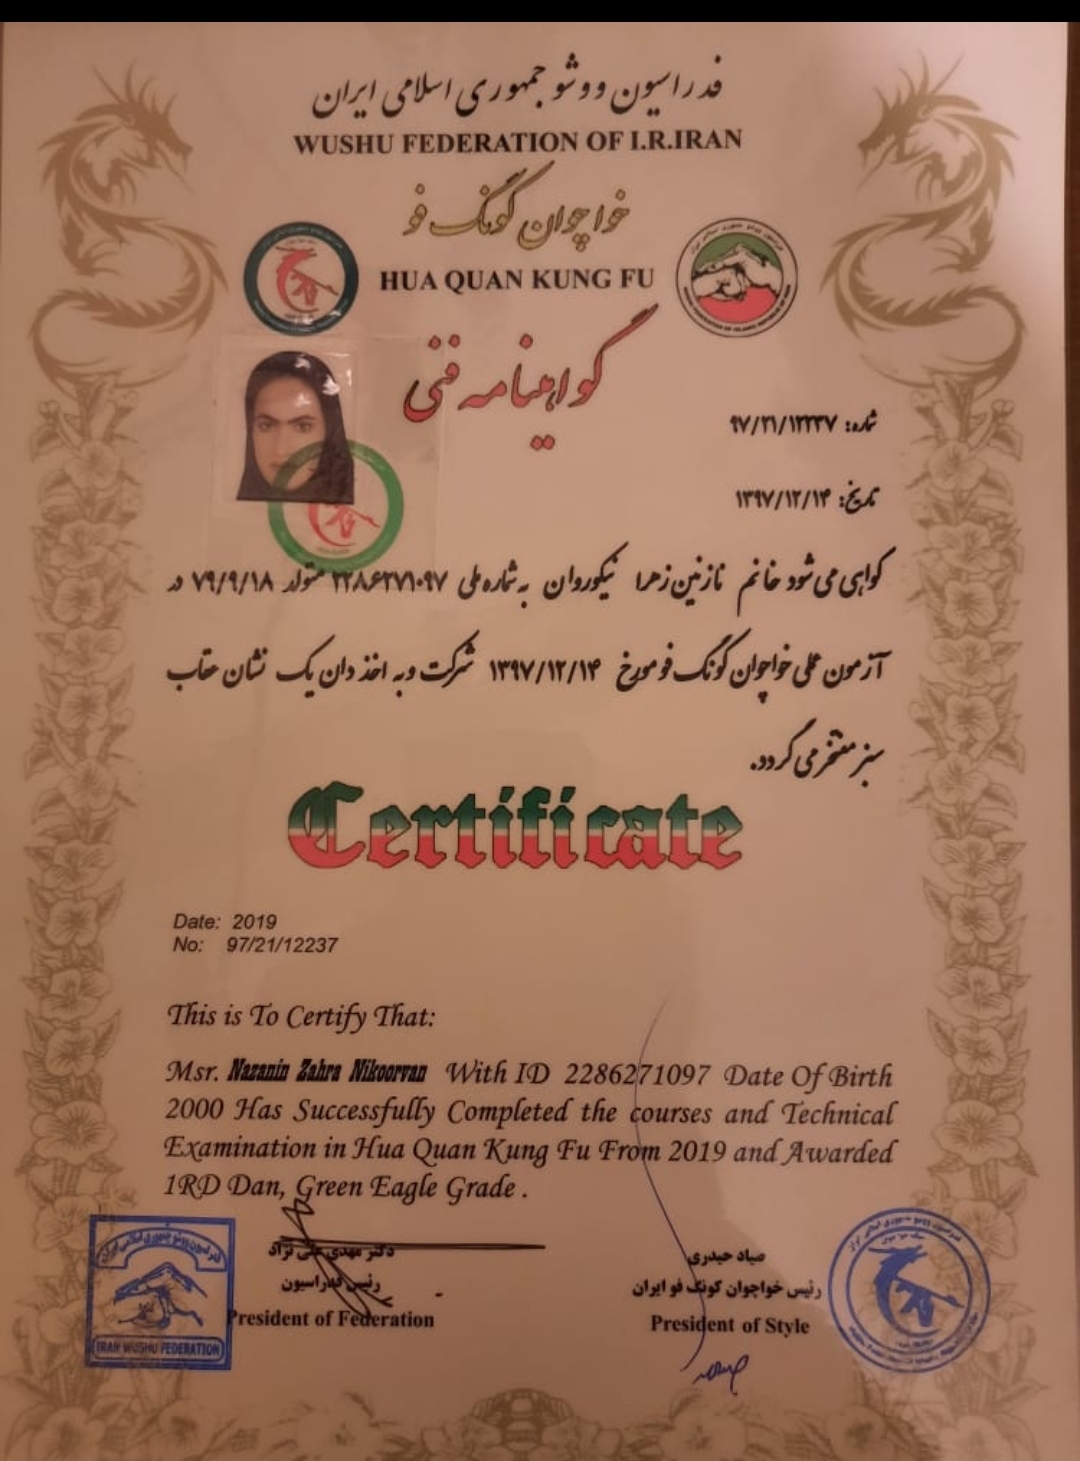 فدراسیون ووشو جمهوری اسلامی ایران
WUSHU FEDERATION OF I.R.IRAN
خواچوان کونگ فو
HUA QUAN KUNG FU
گواهینامه فنی
شماره: ۹۷/۲۱/۱۲۲۳۷
تاریخ: ۱۳۹۷/۱۲/۱۴
گواهی می شود خانم نازنین زهرا نیکوروان به شماره ملی ۲۲۸۶۲۷۱۰۹۷ متولد ۷۹/۹/۱۸ در
آزمون عملی خواچوان کونگ فو مورخ ۱۳۹۷/۱۲/۱۴ شرکت و به اخذ دان یک نشان عقاب
سبز مفتخر می گردد.
Certificate
Date: 2019
No: 97/21/12237
This is To Certify That:
Msr. Nazanin Zahra Nikoorvan With ID 2286271097 Date Of Birth
2000 Has Successfully Completed the courses and Technical
Examination in Hua Quan Kung Fu From 2019 and Awarded
1RD Dan, Green Eagle Grade .
دکتر مهدی علی نژاد
رئیس فدراسیون
President of Federation
صیاد حیدری
رئیس خواچوان کونگ فو ایران
President of Style
فدراسیون ووشو جمهوری اسلامی ایران
IRAN WUSHU FEDERATION